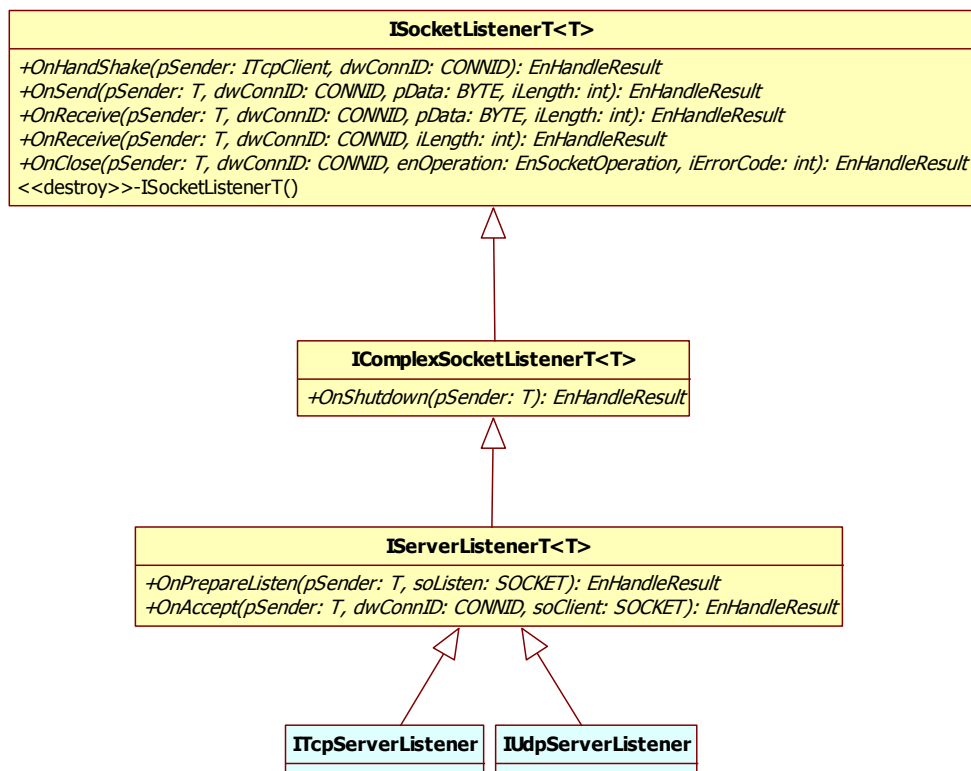 ISocketListenerT<T>
+OnHandShake(pSender: ITcpClient, dwConnID: CONNID): EnHandleResult
+OnSend(pSender: T, dwConnID: CONNID, pData: BYTE, iLength: int): EnHandleResult
+OnReceive(pSender: T, dwConnID: CONNID, pData: BYTE, iLength: int): EnHandleResult
+OnReceive(pSender: T, dwConnID: CONNID, iLength: int): EnHandleResult
+OnClose(pSender: T, dwConnID: CONNID, enOperation: EnSocketOperation, iErrorCode: int): EnHandleResult
<<destroy>>-ISocketListenerT()
IComplexSocketListenerT<T>
+OnShutdown(pSender: T): EnHandleResult
IServerListenerT<T>
+OnPrepareListen(pSender: T, soListen: SOCKET): EnHandleResult
+OnAccept(pSender: T, dwConnID: CONNID, soClient: SOCKET): EnHandleResult
ITcpServerListener
IUdpServerListener